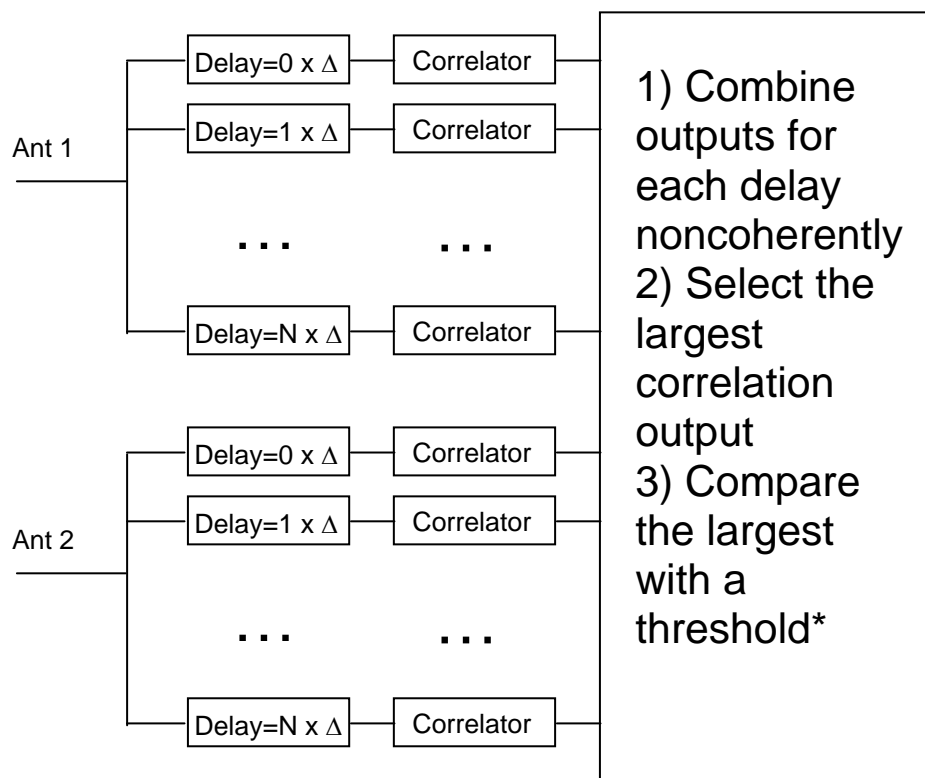 Delay=0 x Δ Correlator
Delay=1 x Δ Correlator
Ant 1
... ...
Delay=N x Δ Correlator
Delay=0 x Δ Correlator
Delay=1 x Δ Correlator
Ant 2
... ...
Delay=N x Δ Correlator
1) Combine
outputs for
each delay
noncoherently
2) Select the
largest
correlation
output
3) Compare
the largest
with a
threshold*